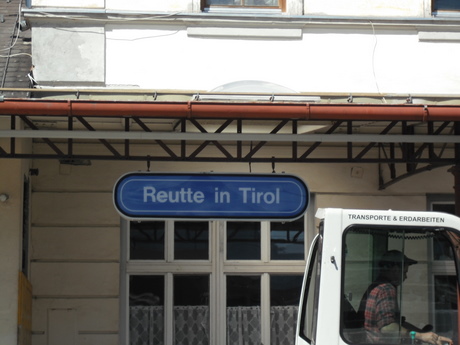 Reutte in Tirol
TRANSPORTE & ERDARBEITEN